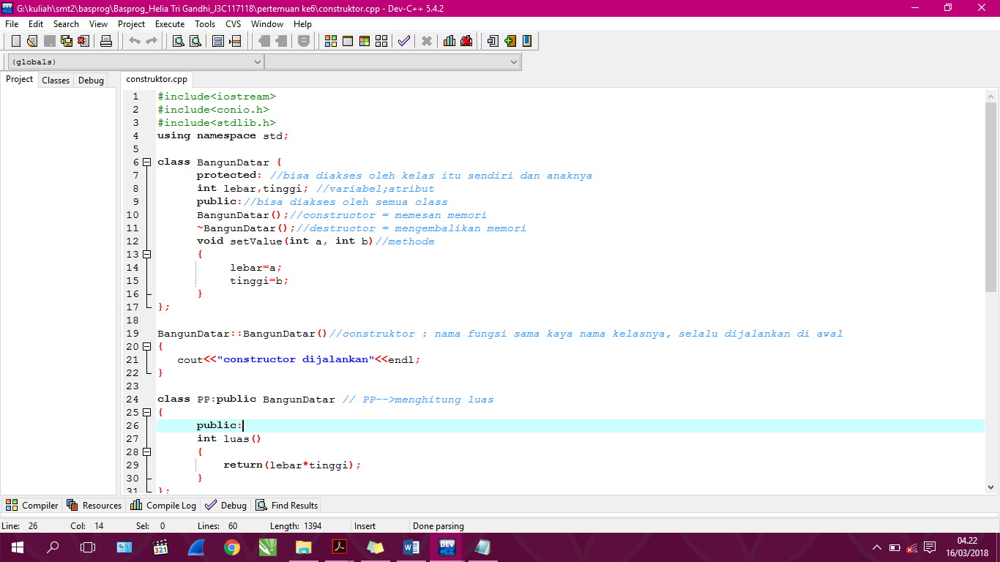 G:\kuliah\smt2\basprog\Basprog_Helia Tri Gandhi_J3C117118\pertemuan ke6\construktor.cpp - Dev-C++ 5.4.2
File Edit Search View Project Execute Tools CVS Window Help
(globals)
Project Classes Debug construktor.cpp
1 #include<iostream>
2 #include<conio.h>
3 #include<stdlib.h>
4 using namespace std;
5
6 class BangunDatar {
7 protected: //bisa diakses oleh kelas itu sendiri dan anaknya
8 int lebar,tinggi; //variabel;atribut
9 public://bisa diakses oleh semua class
10 BangunDatar();//constructor = memesan memori
11 ~BangunDatar();//destructor = mengembalikan memori
12 void setValue(int a, int b)//methode
13 {
14 lebar=a;
15 tinggi=b;
16 }
17 };
18
19 BangunDatar::BangunDatar()//construktor : nama fungsi sama kaya nama kelasnya, selalu dijalankan di awal
20 {
21 cout<<"constructor dijalankan"<<endl;
22 }
23
24 class PP:public BangunDatar // PP-->menghitung luas
25 {
26 public:
27 int luas()
28 {
29 return(lebar*tinggi);
30 }
31 };
Compiler Resources Compile Log Debug Find Results
Line: 26 Col: 14 Sel: 0 Lines: 60 Length: 1394 Insert Done parsing
321
DEV
04.22
16/03/2018